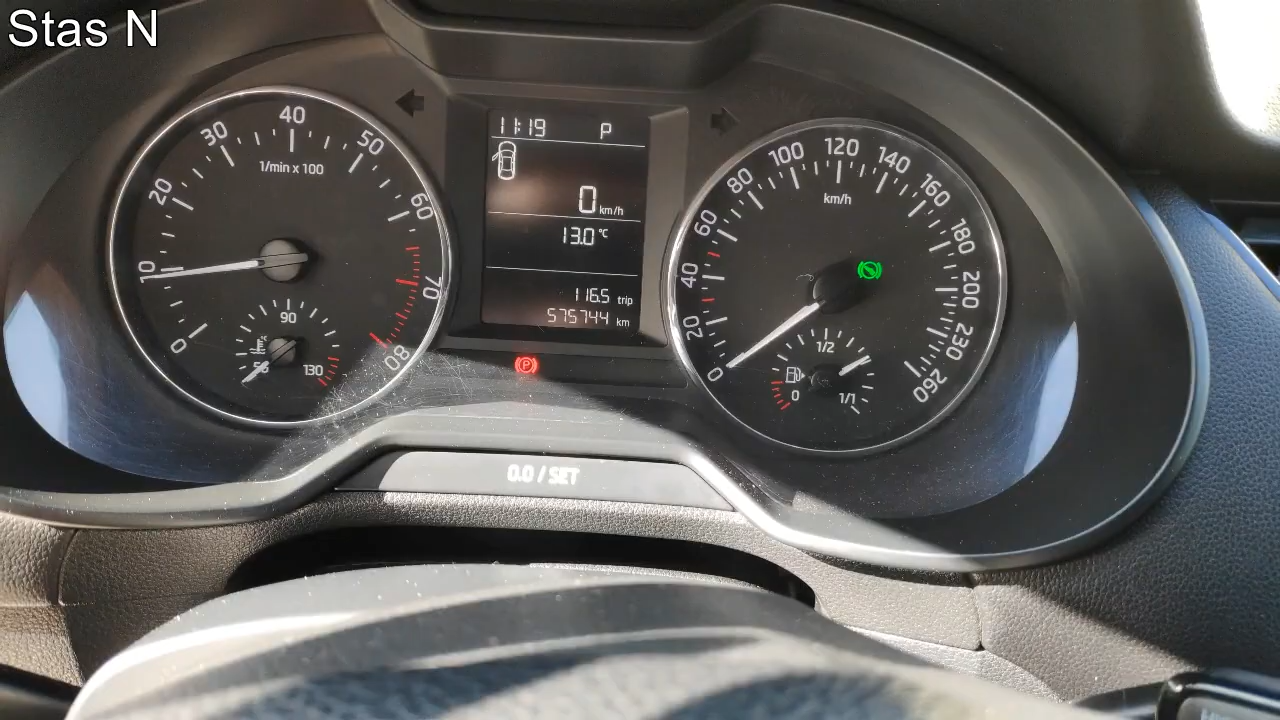 Stas N
0
10
20
30
40
50
60
70
80
1/min x 100
90
130
11:19 P
0 km/h
13.0 °C
116.5 trip
575744 km
P
0.0 / SET
0
20
40
60
80
100
120
140
160
180
200
230
260
km/h
1/2
0
1/1